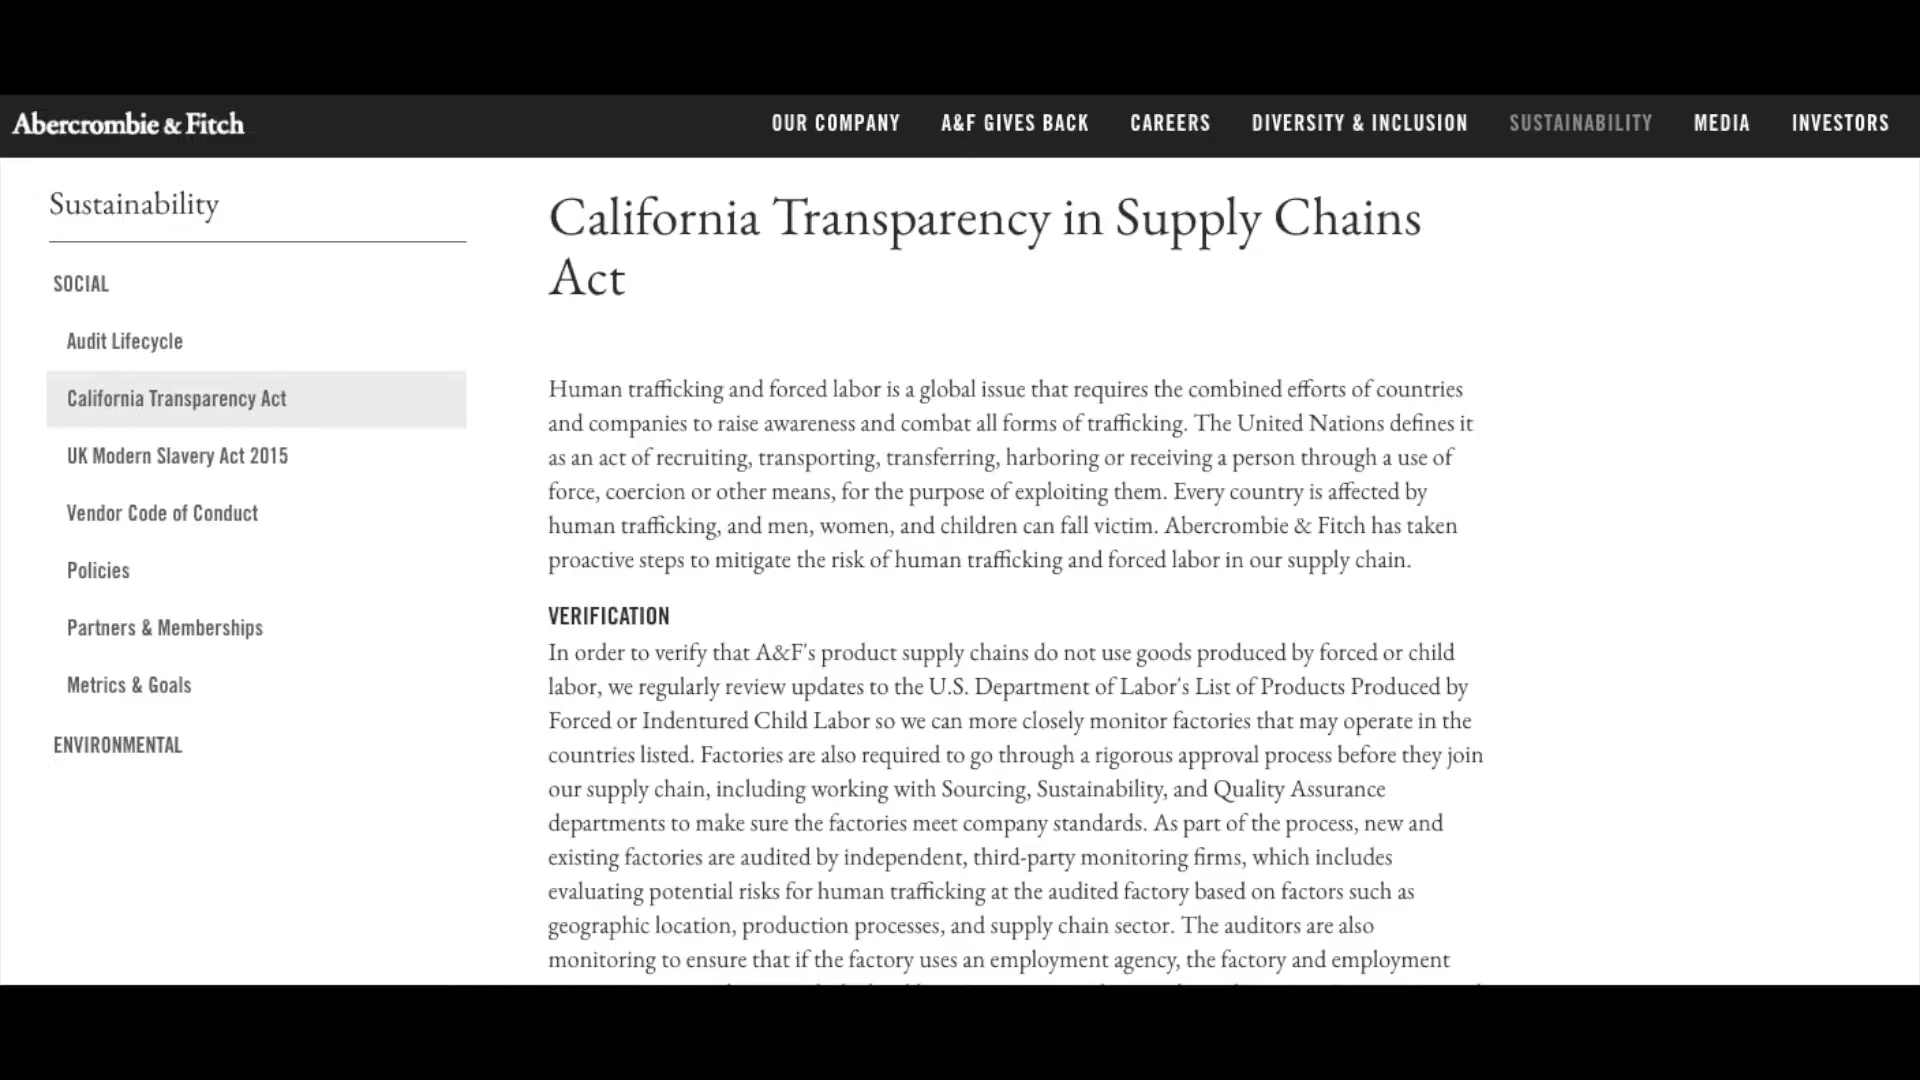 Abercrombie & Fitch
OUR COMPANY A&F GIVES BACK CAREERS DIVERSITY & INCLUSION SUSTAINABILITY MEDIA INVESTORS
Sustainability
SOCIAL
Audit Lifecycle
California Transparency Act
UK Modern Slavery Act 2015
Vendor Code of Conduct
Policies
Partners & Memberships
Metrics & Goals
ENVIRONMENTAL
California Transparency in Supply Chains
Act
Human trafficking and forced labor is a global issue that requires the combined efforts of countries
and companies to raise awareness and combat all forms of trafficking. The United Nations defines it
as an act of recruiting, transporting, transferring, harboring or receiving a person through a use of
force, coercion or other means, for the purpose of exploiting them. Every country is affected by
human trafficking, and men, women, and children can fall victim. Abercrombie & Fitch has taken
proactive steps to mitigate the risk of human trafficking and forced labor in our supply chain.
VERIFICATION
In order to verify that A&F's product supply chains do not use goods produced by forced or child
labor, we regularly review updates to the U.S. Department of Labor's List of Products Produced by
Forced or Indentured Child Labor so we can more closely monitor factories that may operate in the
countries listed. Factories are also required to go through a rigorous approval process before they join
our supply chain, including working with Sourcing, Sustainability, and Quality Assurance
departments to make sure the factories meet company standards. As part of the process, new and
existing factories are audited by independent, third-party monitoring firms, which includes
evaluating potential risks for human trafficking at the audited factory based on factors such as
geographic location, production processes, and supply chain sector. The auditors are also
monitoring to ensure that if the factory uses an employment agency, the factory and employment